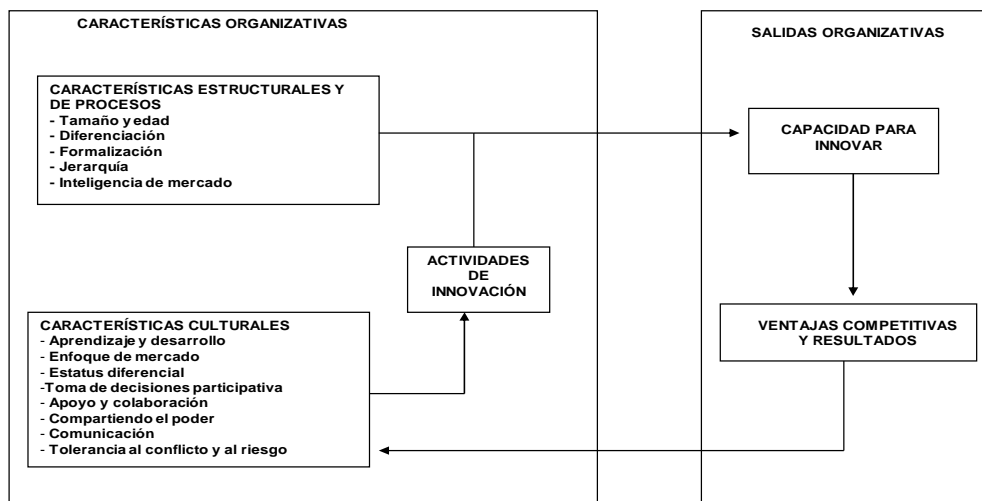 CARACTERÍSTICAS ORGANIZATIVAS
CARACTERÍSTICAS ESTRUCTURALES Y
DE PROCESOS
- Tamaño y edad
- Diferenciación
- Formalización
- Jerarquía
- Inteligencia de mercado
ACTIVIDADES
DE
INNOVACIÓN
CARACTERÍSTICAS CULTURALES
- Aprendizaje y desarrollo
- Enfoque de mercado
- Estatus diferencial
-Toma de decisiones participativa
- Apoyo y colaboración
- Compartiendo el poder
- Comunicación
- Tolerancia al conflicto y al riesgo
SALIDAS ORGANIZATIVAS
CAPACIDAD PARA
INNOVAR
VENTAJAS COMPETITIVAS
Y RESULTADOS